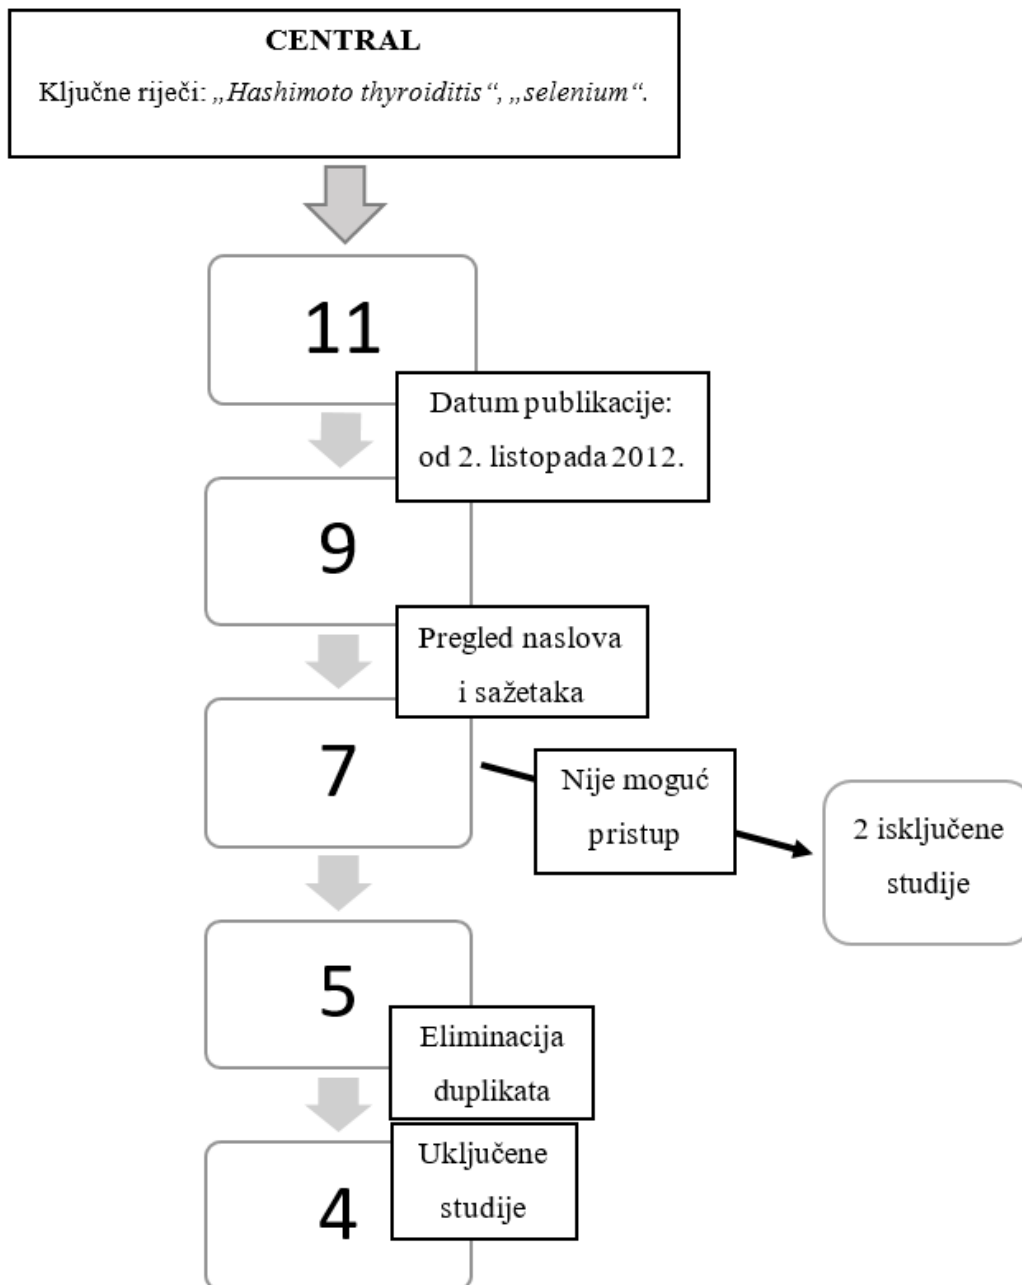 CENTRAL
Ključne riječi: „Hashimoto thyroiditis“, „selenium“.
11
Datum publikacije:
od 2. listopada 2012.
9
Pregled naslova
i sažetaka
7
Nije moguć
pristup
2 isključene
studije
5
Eliminacija
duplikata
Uključene
studije
4